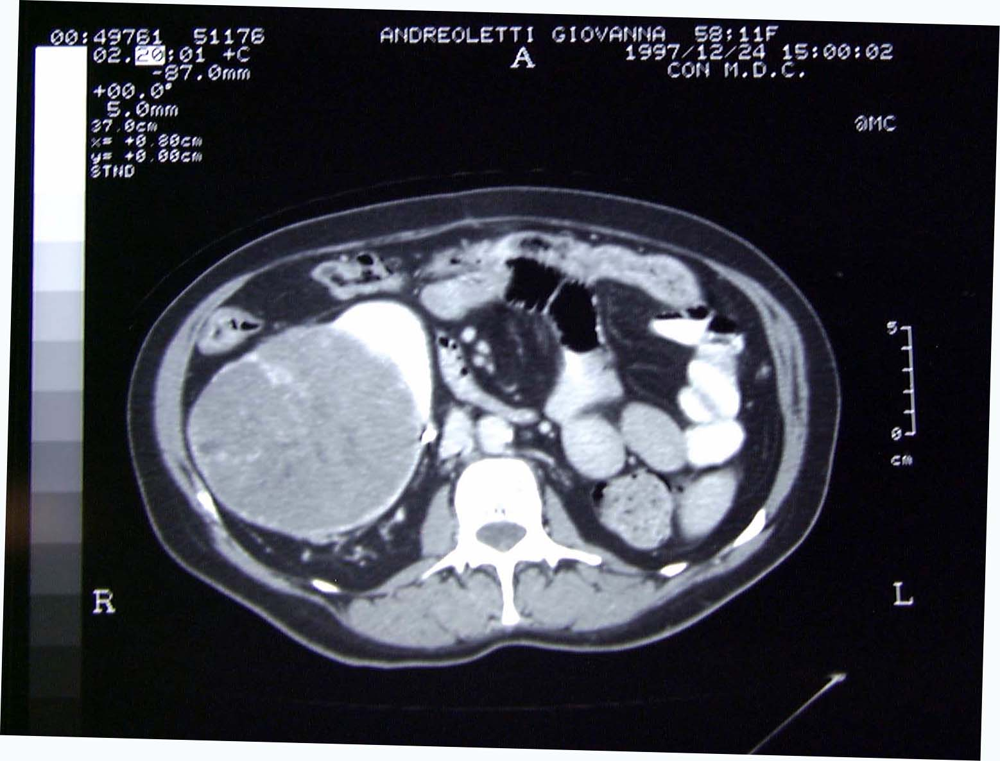 00:49761 51176
ANDREOLETTI GIOVANNA 58:11F
02.20:01 +C
A
1997/12/24 15:00:02
-87.0mm
CON M.D.C.
+00.0°
5.0mm
37.0cm
@MC
x= +0.80cm
y= +0.00cm
STND
5
0
cm
R
L